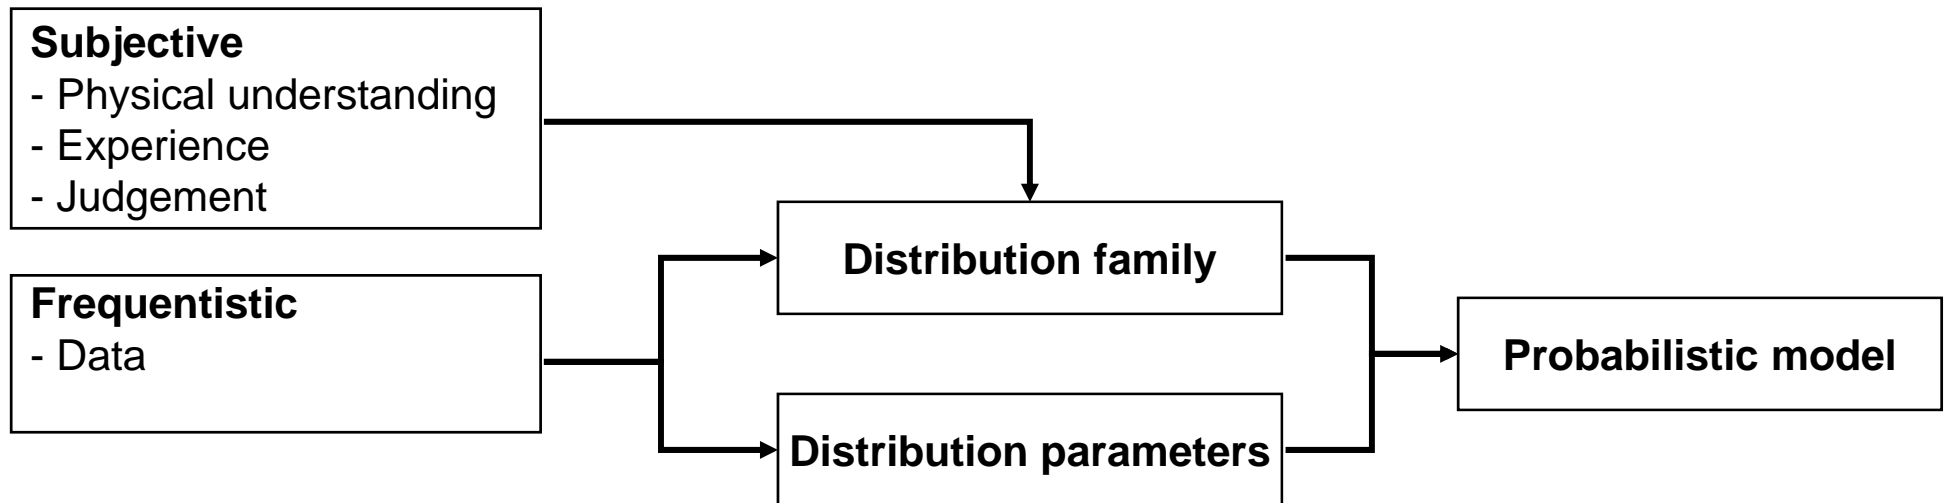 Subjective
- Physical understanding
- Experience
- Judgement
Frequentistic
- Data
Distribution family
Distribution parameters
Probabilistic model